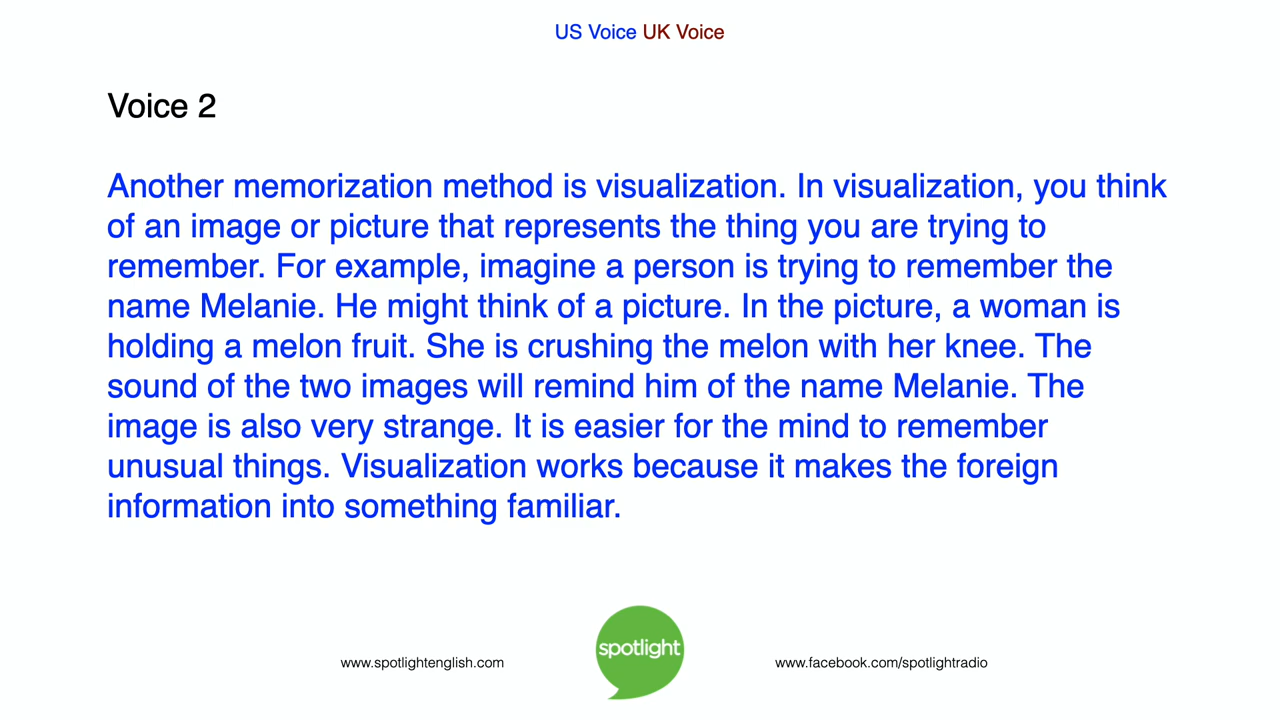 US Voice UK Voice
Voice 2
Another memorization method is visualization. In visualization, you think
of an image or picture that represents the thing you are trying to
remember. For example, imagine a person is trying to remember the
name Melanie. He might think of a picture. In the picture, a woman is
holding a melon fruit. She is crushing the melon with her knee. The
sound of the two images will remind him of the name Melanie. The
image is also very strange. It is easier for the mind to remember
unusual things. Visualization works because it makes the foreign
information into something familiar.
spotlight
www.spotlightenglish.com
www.facebook.com/spotlightradio